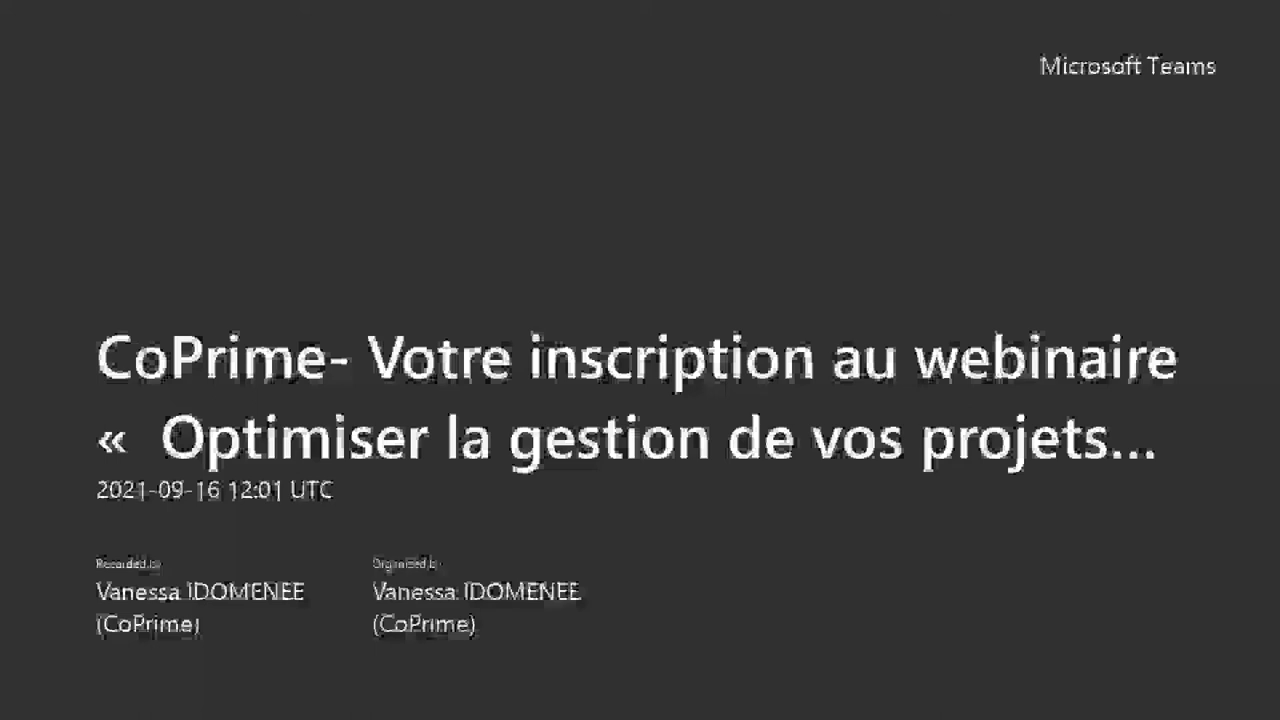 Microsoft Teams
CoPrime- Votre inscription au webinaire
« Optimiser la gestion de vos projets...
2021-09-16 12:01 UTC
Recorded by
Organized by
Vanessa IDOMENEE
(CoPrime)
Vanessa IDOMENEE
(CoPrime)